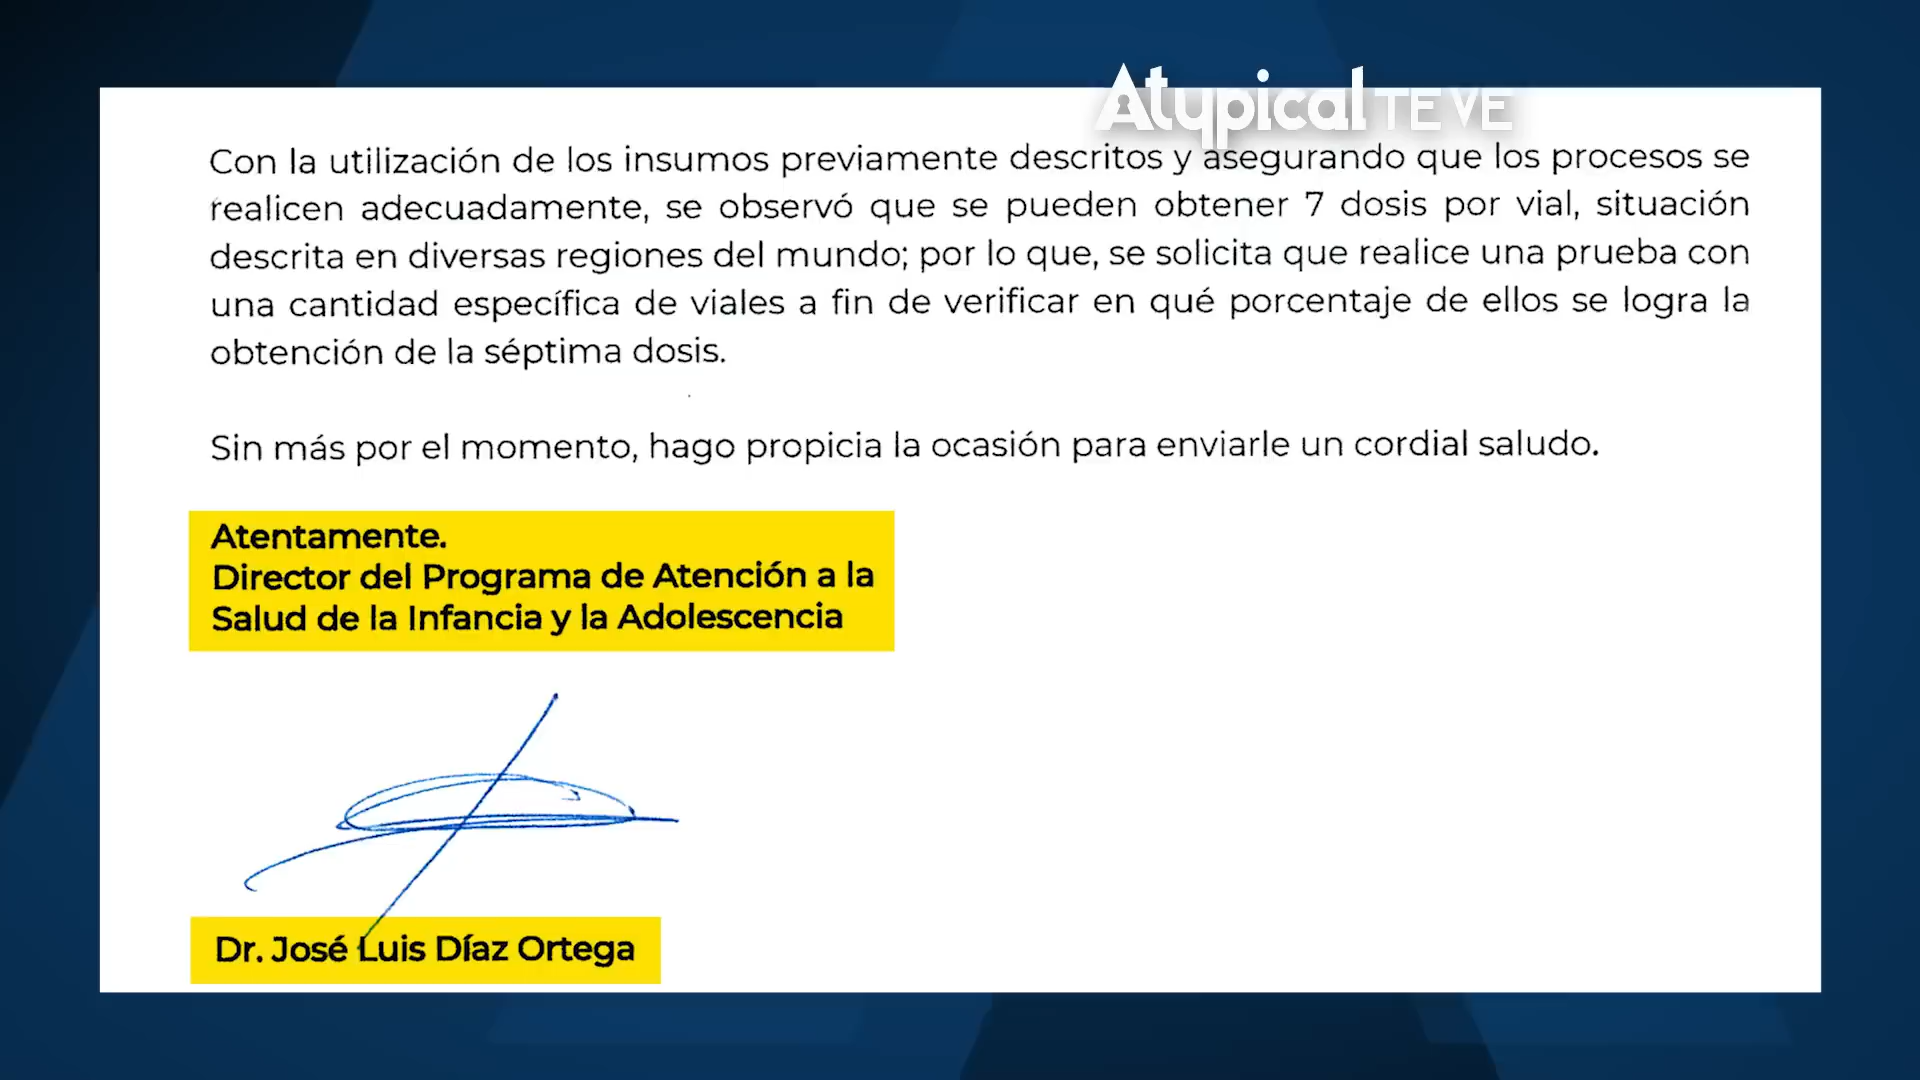 Atypical TE VE
Con la utilización de los insumos previamente descritos y asegurando que los procesos se
realicen adecuadamente, se observó que se pueden obtener 7 dosis por vial, situación
descrita en diversas regiones del mundo; por lo que, se solicita que realice una prueba con
una cantidad específica de viales a fin de verificar en qué porcentaje de ellos se logra la
obtención de la séptima dosis.
Sin más por el momento, hago propicia la ocasión para enviarle un cordial saludo.
Atentamente.
Director del Programa de Atención a la
Salud de la Infancia y la Adolescencia
Dr. José Luis Díaz Ortega